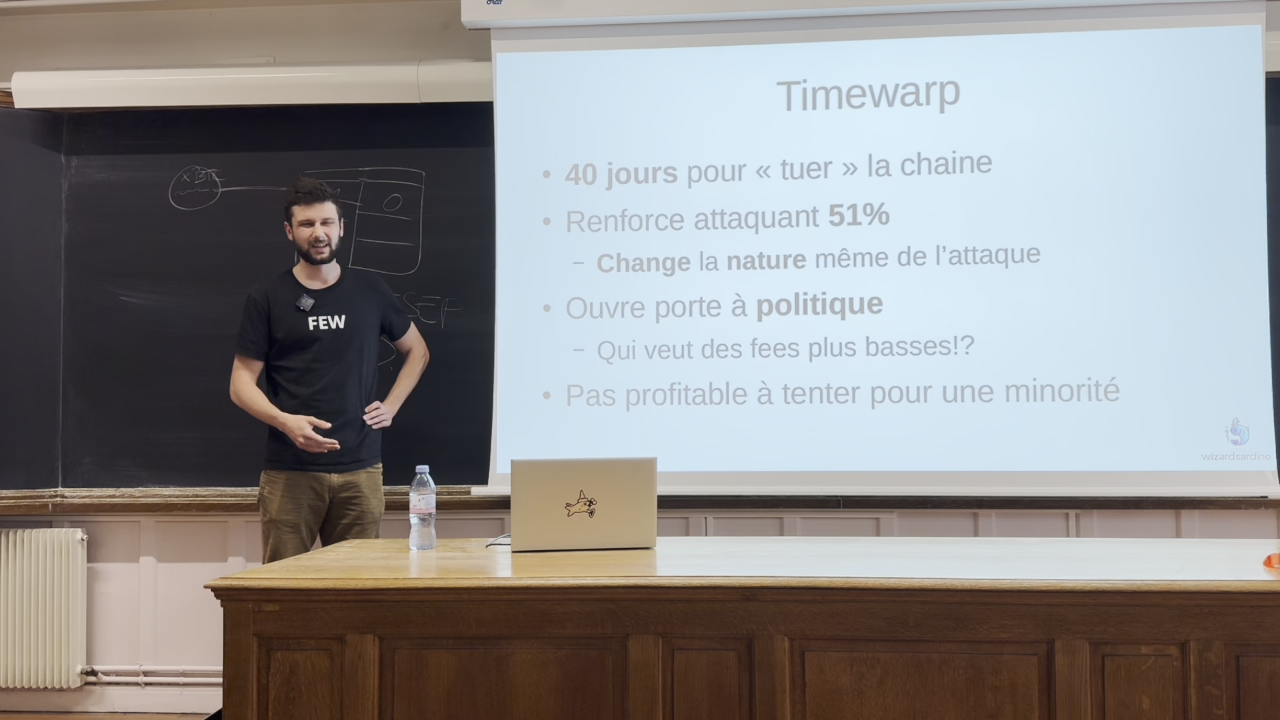 Timewarp
• 40 jours pour « tuer » la chaine
• Renforce attaquant 51%
– Change la nature même de l'attaque
• Ouvre porte à politique
– Qui veut des fees plus basses!?
• Pas profitable à tenter pour une minorité
wizardsardine
FEW